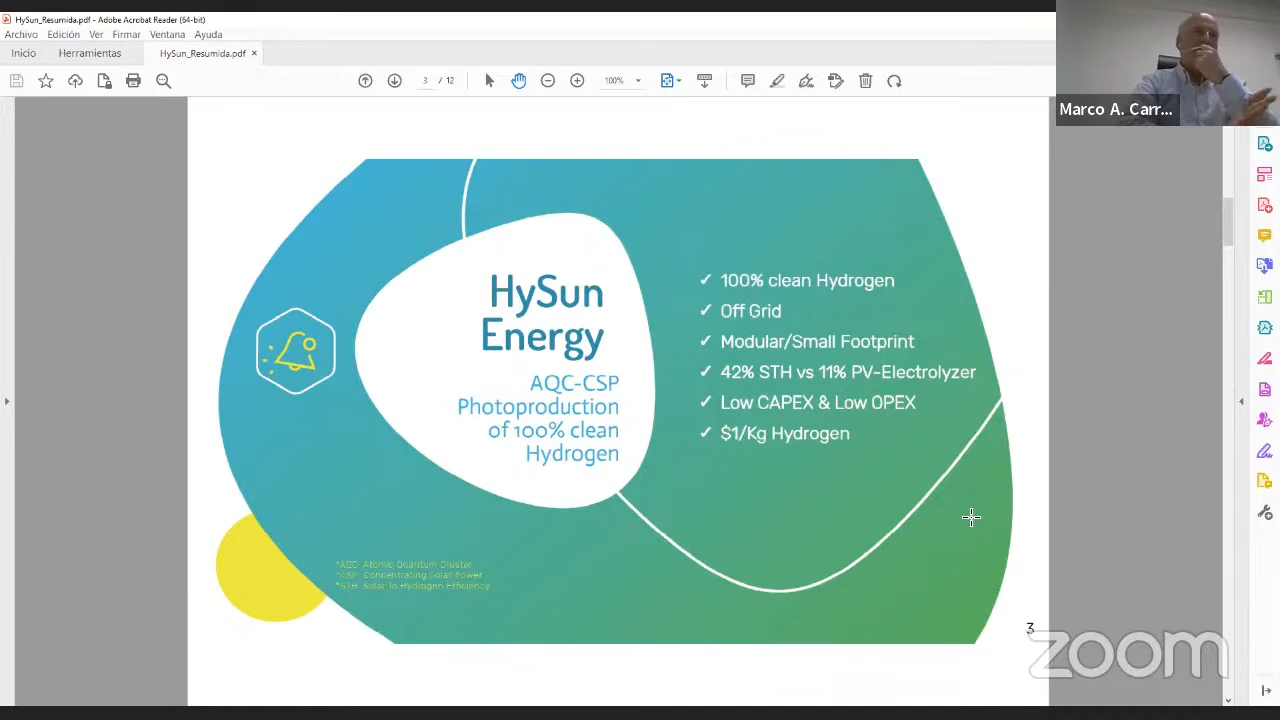 HySun_Resumida.pdf - Adobe Acrobat Reader (64-bit)
Archivo Edición Ver Firmar Ventana Ayuda
Inicio Herramientas HySun_Resumida.pdf ×
3 / 12 100%
Marco A. Carr...
HySun
Energy
AQC-CSP
Photoproduction
of 100% clean
Hydrogen
✓ 100% clean Hydrogen
✓ Off Grid
✓ Modular/Small Footprint
✓ 42% STH vs 11% PV-Electrolyzer
✓ Low CAPEX & Low OPEX
✓ $1/Kg Hydrogen
*AQC: Atomic Quantum Cluster
*CSP: Concentrating Solar Power
*STH: Solar To Hydrogen Efficiency
3
zoom